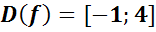 D(f) = [−1; 4]